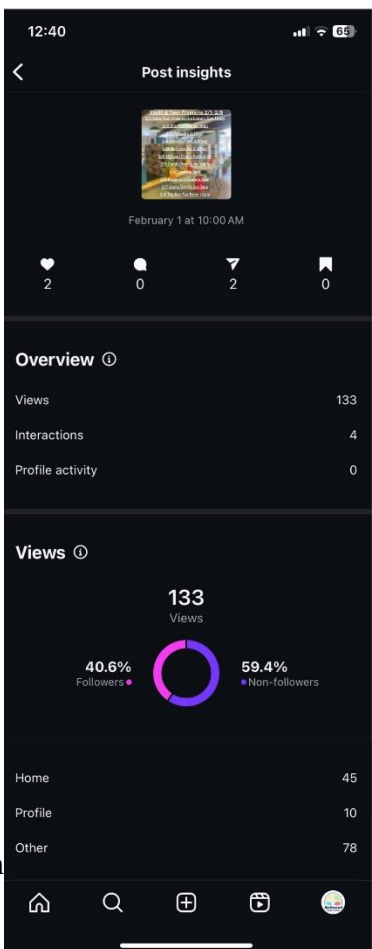 12:40
65
Post insights
February 1 at 10:00 AM
2
0
2
0
Overview
Views
133
Interactions
4
Profile activity
0
Views
133
Views
40.6%
Followers
59.4%
Non-followers
Home
45
Profile
10
Other
78